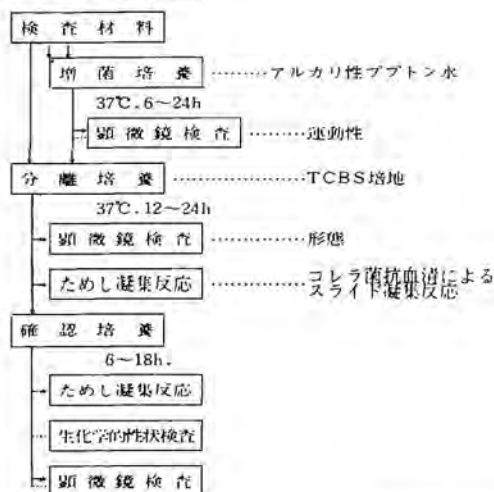 検査材料
増菌培養 ………アルカリ性ププトン水
37℃.6~24h
顕微鏡検査 ………運動性
分離培養 ……………TCBS培地
37℃.12~24h
顕微鏡検査 …………形態
ためし凝集反応 …………コレラ菌抗血清による
スライド凝集反応
確認培養
6~18h.
ためし凝集反応
生化学的性状検査
顕微鏡検査